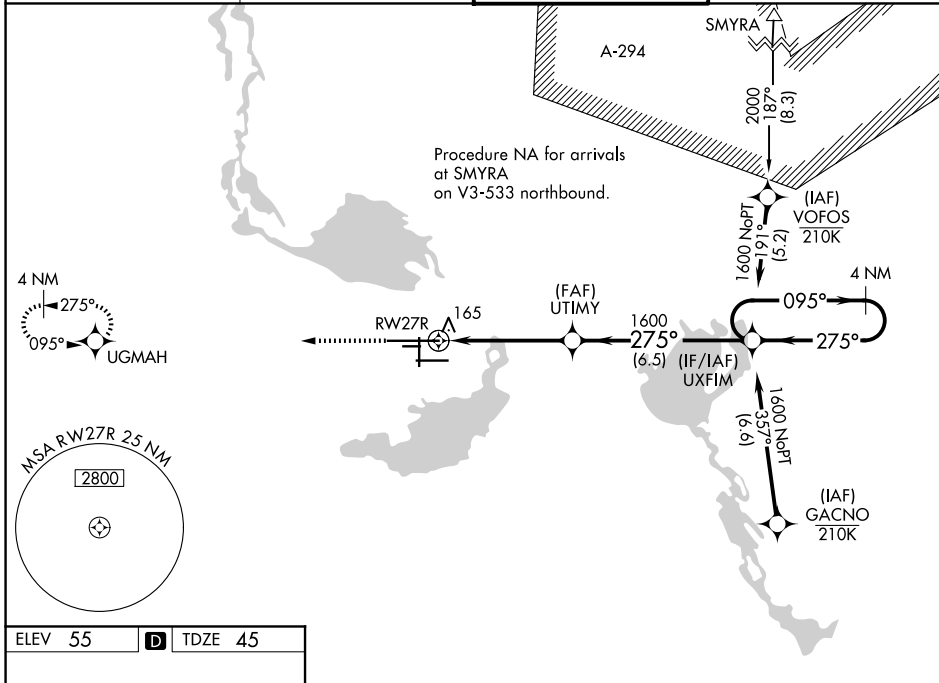 SMYRA
A-294
2000
187°
(8.3)
Procedure NA for arrivals
at SMYRA
on V3-533 northbound.
(IAF)
VOFOS
210K
1600 NoPT
191°
(5.2)
4 NM
275°
095°
UGMAH
RW27R
165
(FAF)
UTIMY
1600
275°
(6.5)
(IF/IAF)
UXFIM
4 NM
095°
275°
1600 NoPT
357°
(6.6)
(IAF)
GACNO
210K
MSA RW27R 25 NM
2800
ELEV 55 D TDZE 45